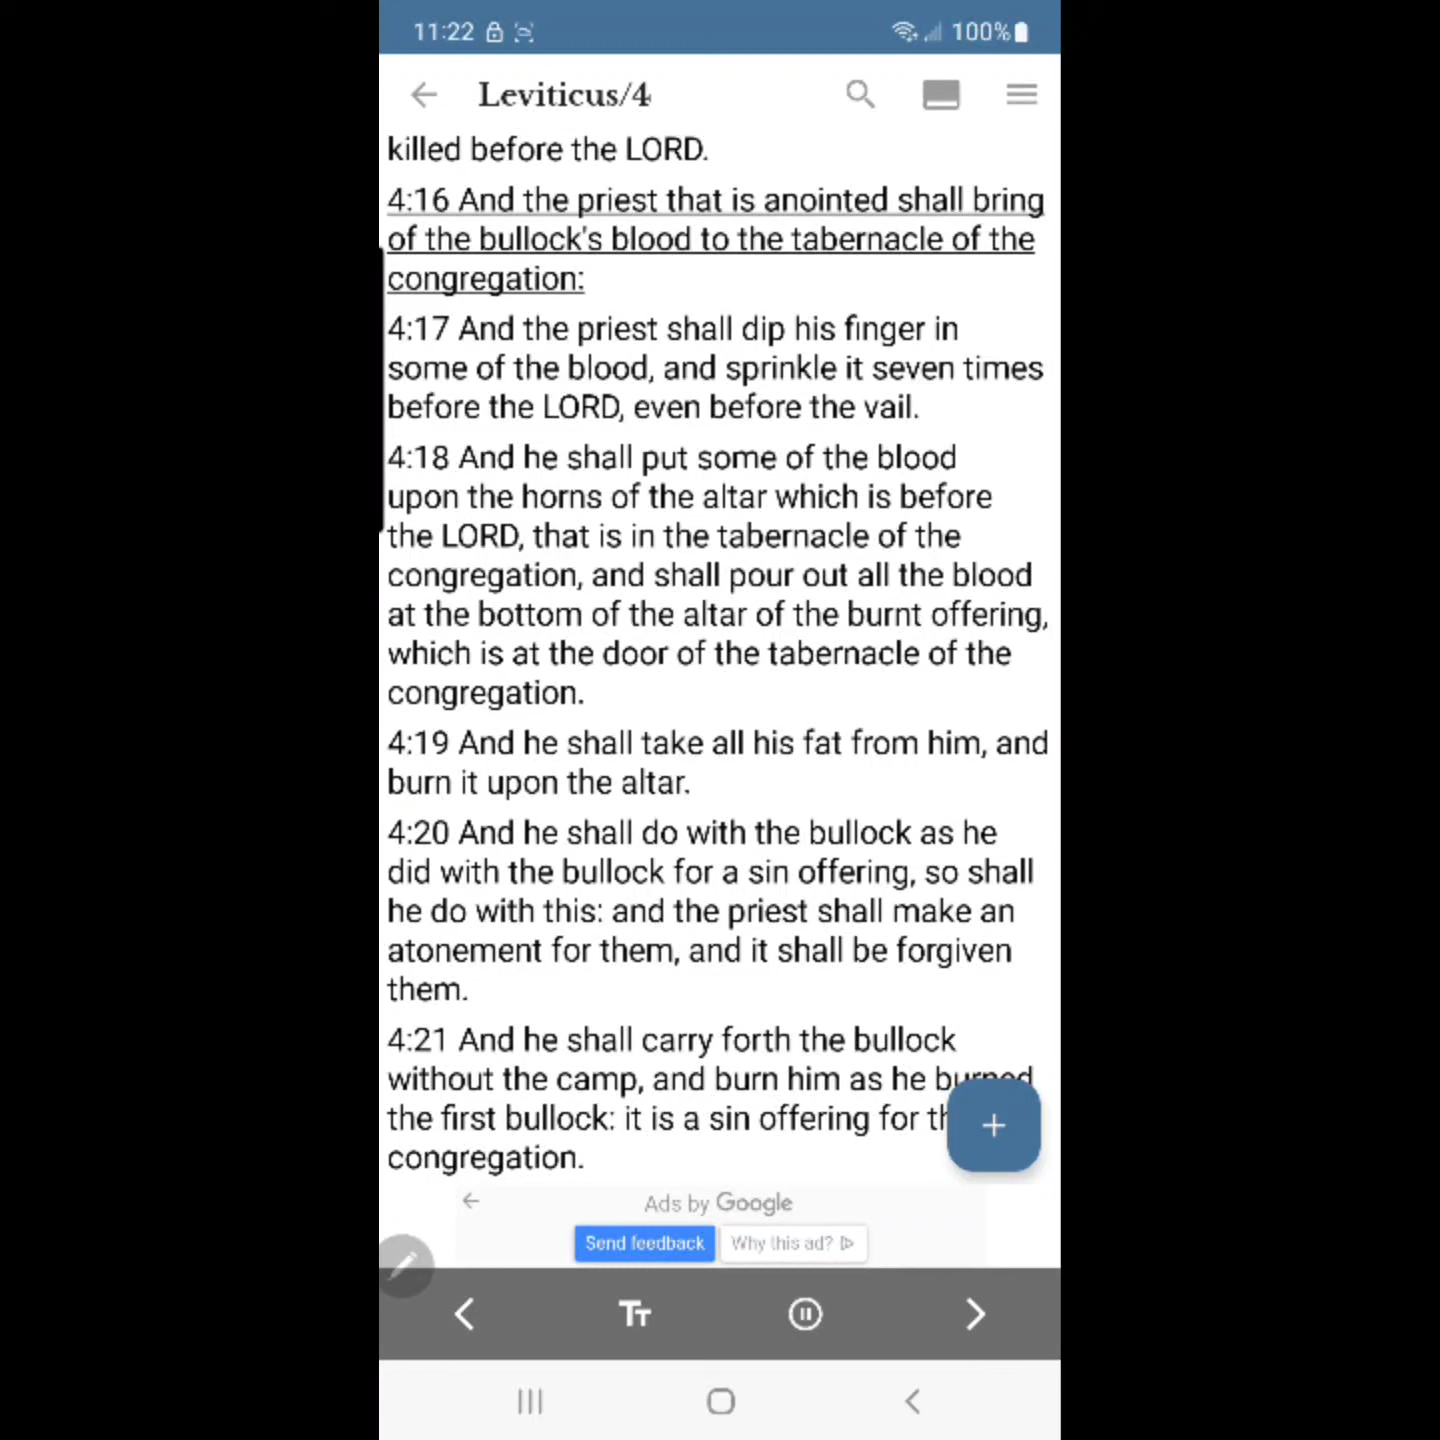 11:22 100%
Leviticus/4
killed before the LORD.
4:16 And the priest that is anointed shall bring
of the bullock's blood to the tabernacle of the
congregation:
4:17 And the priest shall dip his finger in
some of the blood, and sprinkle it seven times
before the LORD, even before the vail.
4:18 And he shall put some of the blood
upon the horns of the altar which is before
the LORD, that is in the tabernacle of the
congregation, and shall pour out all the blood
at the bottom of the altar of the burnt offering,
which is at the door of the tabernacle of the
congregation.
4:19 And he shall take all his fat from him, and
burn it upon the altar.
4:20 And he shall do with the bullock as he
did with the bullock for a sin offering, so shall
he do with this: and the priest shall make an
atonement for them, and it shall be forgiven
them.
4:21 And he shall carry forth the bullock
without the camp, and burn him as he burned
the first bullock: it is a sin offering for
congregation.
Ads by Google
Send feedback Why this ad?
TT